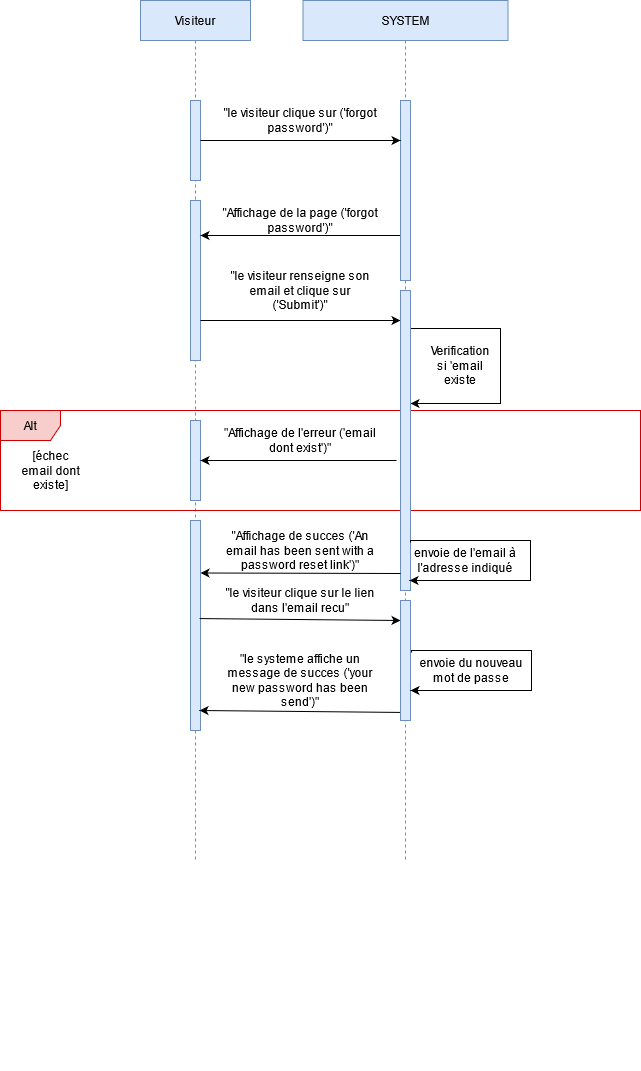 Visiteur
SYSTEM
"le visiteur clique sur ('forgot
password')"
"Affichage de la page ('forgot
password')"
"le visiteur renseigne son
email et clique sur
('Submit')"
Verification
si 'email
existe
Alt
"Affichage de l'erreur ('email
dont exist')"
[échec
email dont
existe]
"Affichage de succes ('An
email has been sent with a
password reset link')"
envoie de l'email à
l'adresse indiqué
"le visiteur clique sur le lien
dans l'email recu"
"le systeme affiche un
message de succes ('your
new password has been
send')"
envoie du nouveau
mot de passe